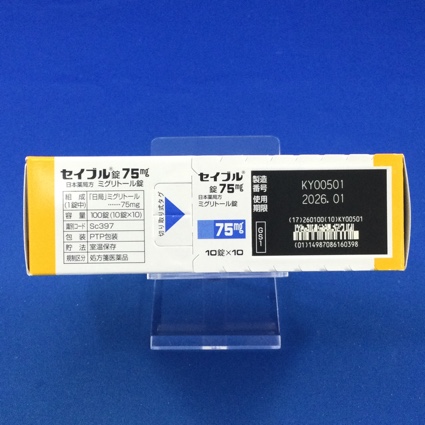 セイブル®錠75mg
日本薬局方 ミグリトール錠
組成 「日局」ミグリトール
(1錠中) ……75mg
容量 100錠(10錠×10)
識別コード Sc397
包装 PTP包装
貯法 室温保存
規制区分 処方箋医薬品
切り取り式タグ
セイブル®錠75mg
日本薬局方 ミグリトール錠
75mg
10錠×10
製造番号 KY00501
使用期限 2026.01
GS1
(17)260100(10)KY00501
(01)14987086160398